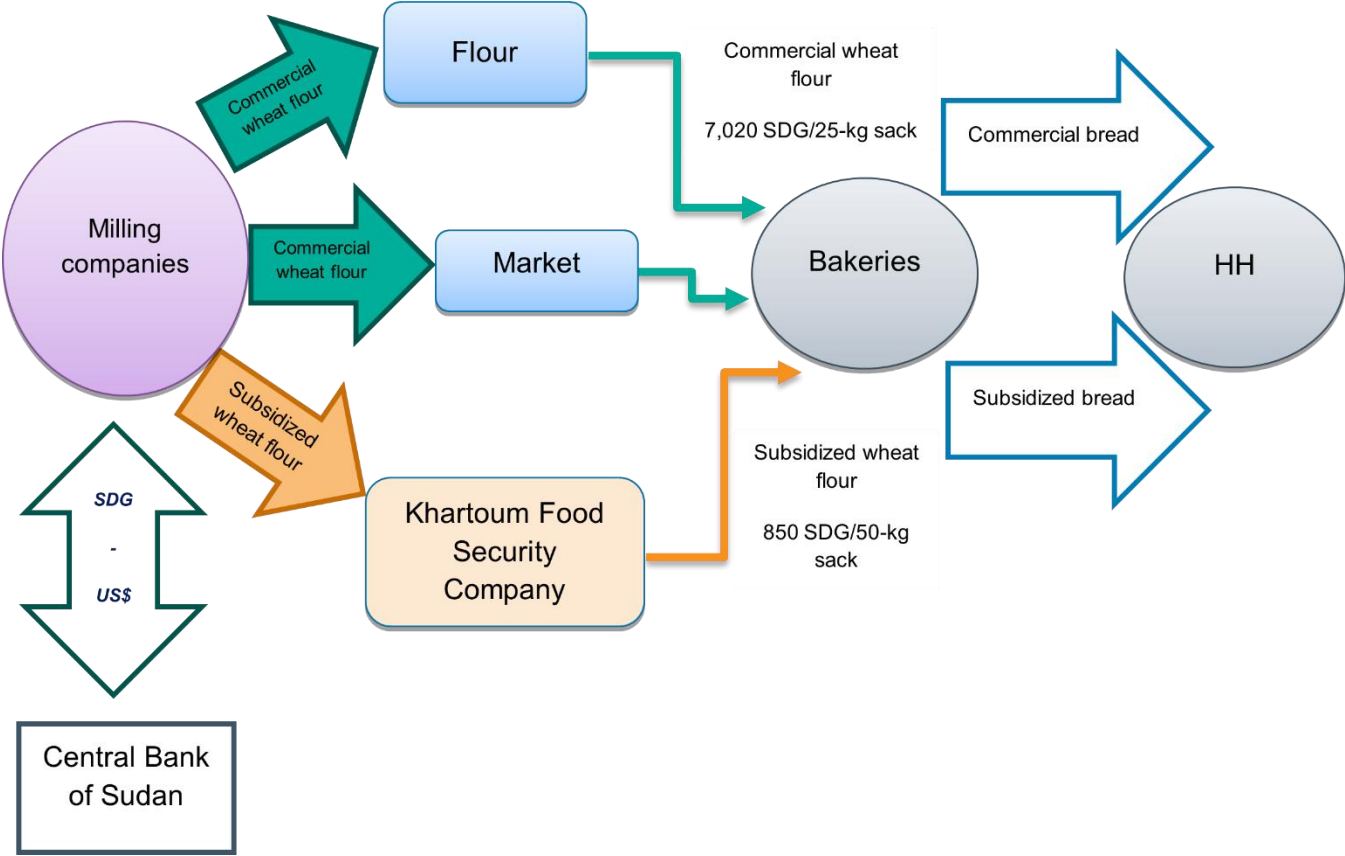 Commercial
wheat flour
Flour
Commercial wheat
flour
7,020 SDG/25-kg sack
Commercial bread
Milling
companies
Commercial
wheat flour
Market
Bakeries
HH
Subsidized
wheat flour
Khartoum Food
Security
Company
Subsidized wheat
flour
850 SDG/50-kg
sack
Subsidized bread
SDG
-
US$
Central Bank
of Sudan